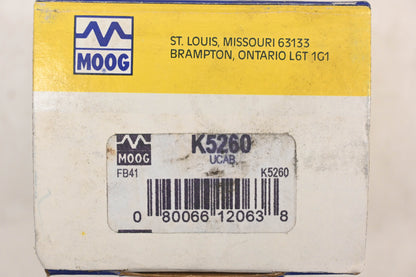 MOOG
ST. LOUIS, MISSOURI 63133
BRAMPTON, ONTARIO L6T 1G1
MOOG
K5260
UCAB
FB41
K5260
0 80066 12063 8